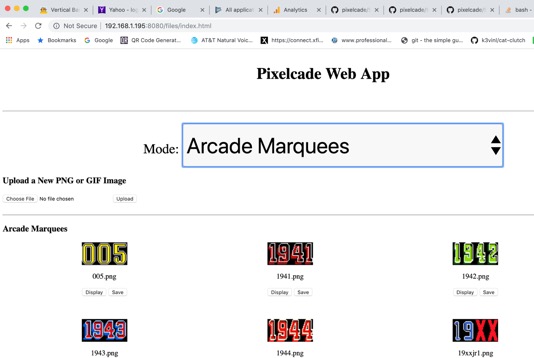 Vertical Ba
Yahoo - log
Google
All applicat
Analytics
pixelcade/
pixelcade/t
pixelcade/t
bash -
Not Secure 192.168.1.195:8080/files/index.html
Apps Bookmarks Google QR Code Generat... AT&T Natural Voic... https://connect.xfi... www.professional... git - the simple gu... k3vinl/cat-clutch
Pixelcade Web App
Mode: Arcade Marquees
Upload a New PNG or GIF Image
Choose File No file chosen Upload
Arcade Marquees
005 1941 1942
005.png 1941.png 1942.png
Display Save Display Save Display Save
1943 1944 19XX
1943.png 1944.png 19xxjr1.png